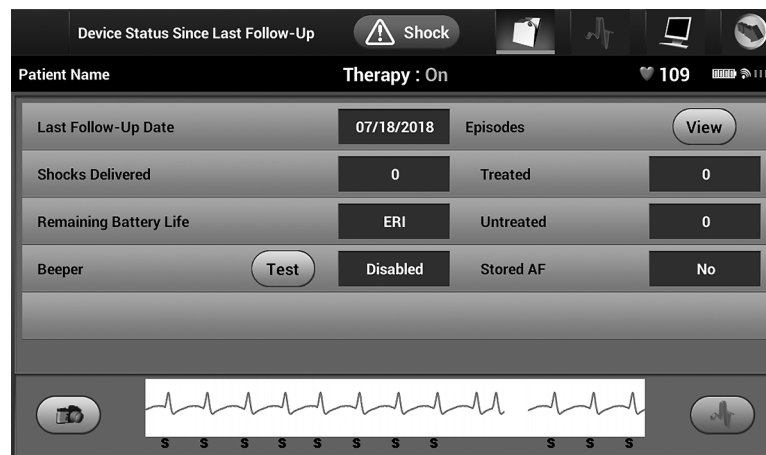 Device Status Since Last Follow-Up Shock
Patient Name Therapy : On 109
Last Follow-Up Date 07/18/2018 Episodes View
Shocks Delivered 0 Treated 0
Remaining Battery Life ERI Untreated 0
Beeper Test Disabled Stored AF No
S S S S S S S S S S S